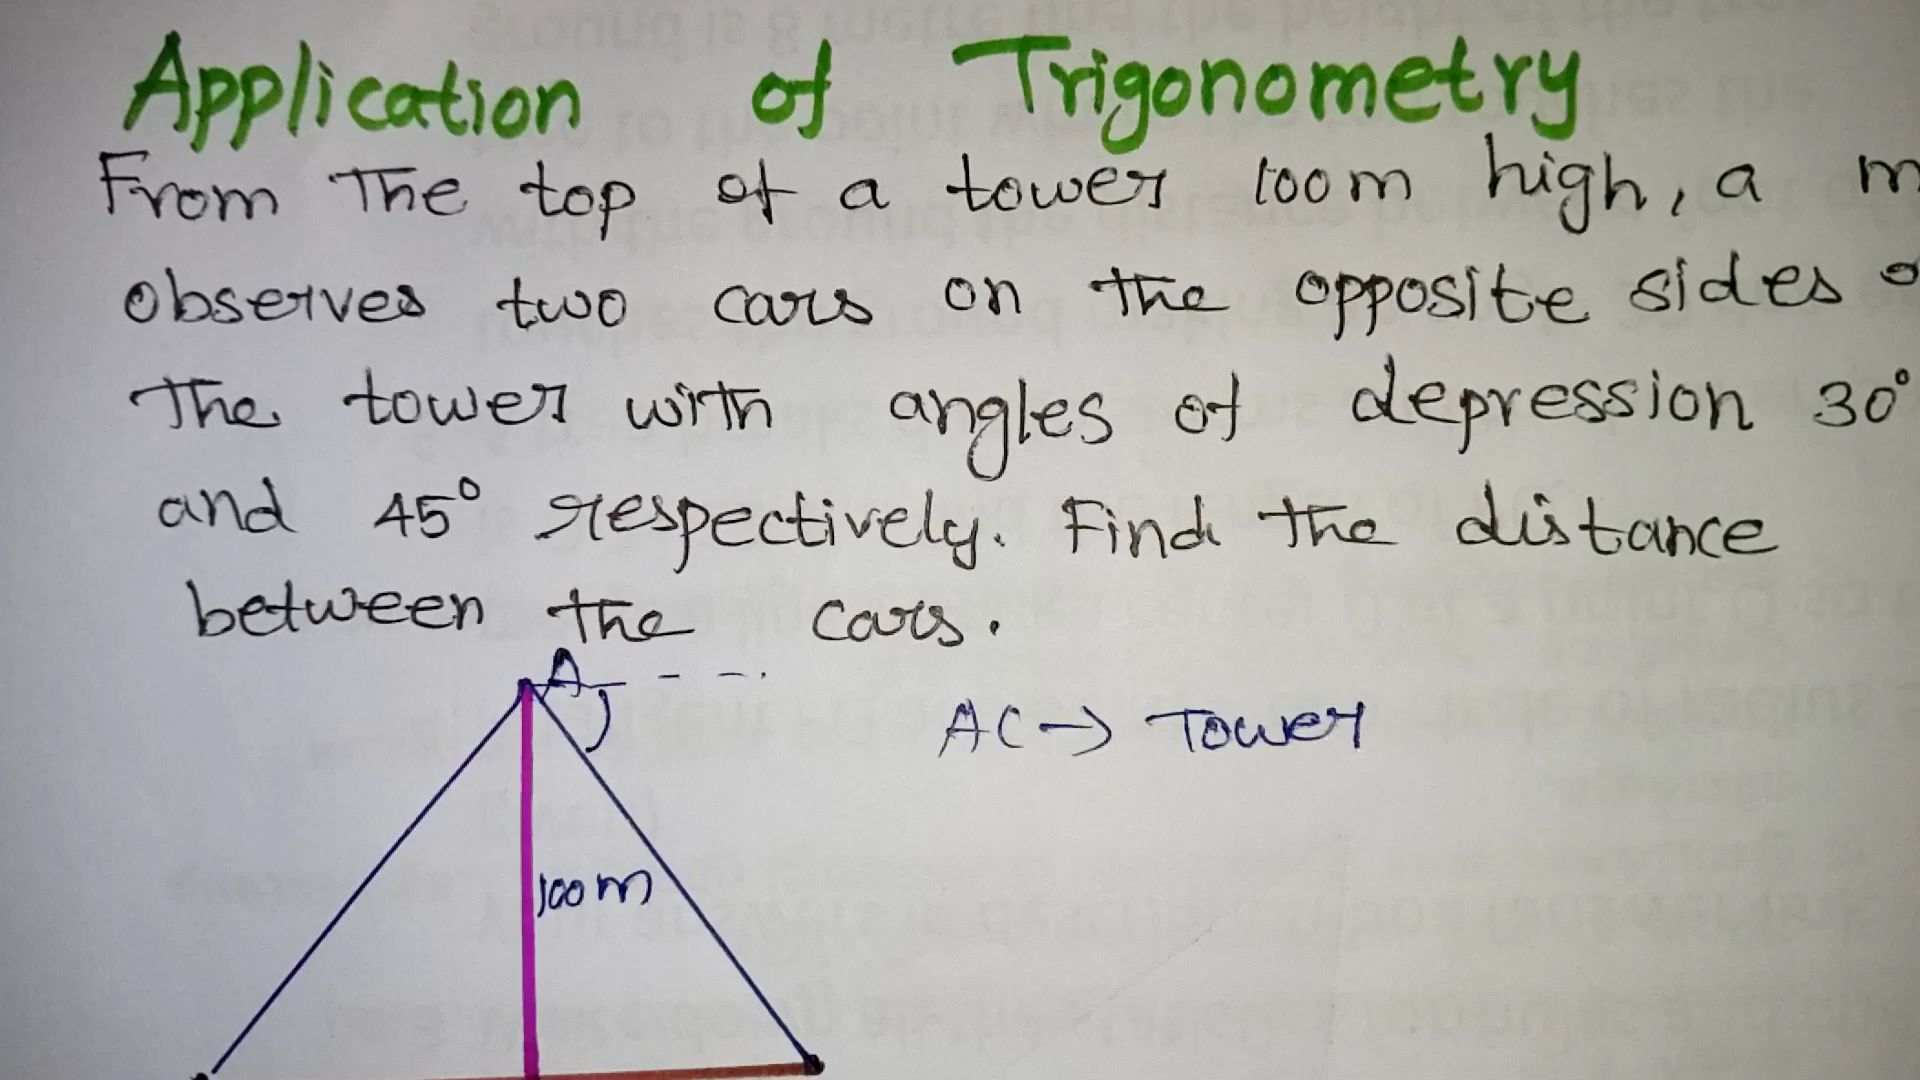 Application of Trigonometry
From The top of a tower 100m high, a m
observes two cars on the opposite sides o
The tower with angles of depression 30°
and 45° respectively. Find the distance
between the cars.
A
AC → Tower
100m